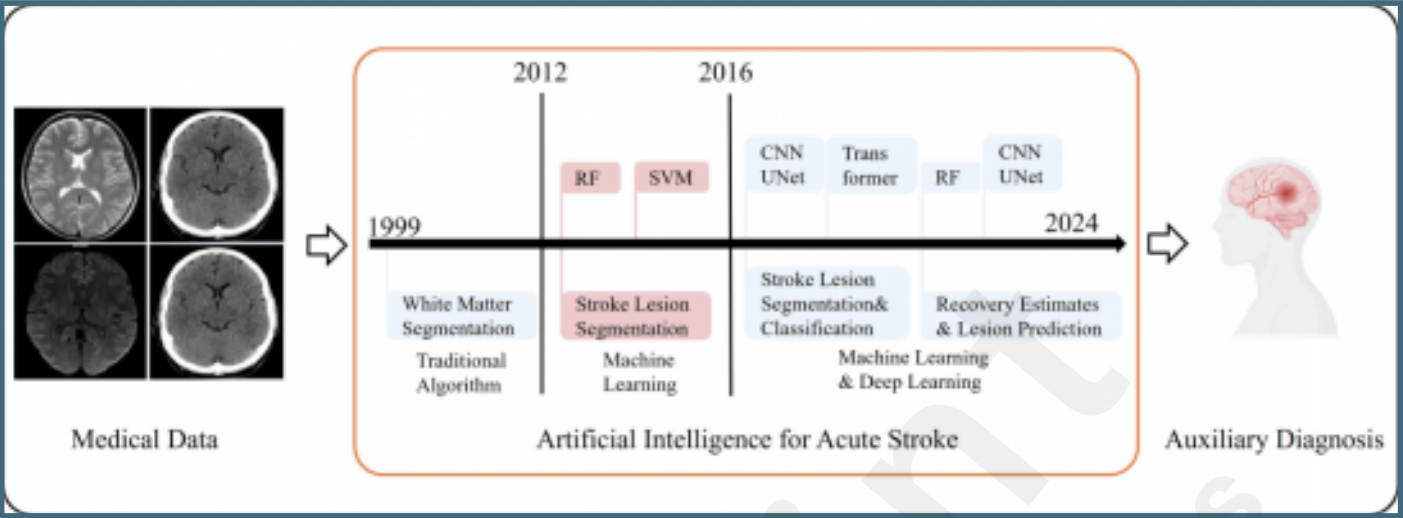 2012
2016
RF
SVM
CNN
UNet
Trans
former
RF
CNN
UNet
1999
2024
White Matter
Segmentation
Stroke Lesion
Segmentation
Stroke Lesion
Segmentation&
Classification
Recovery Estimates
& Lesion Prediction
Traditional
Algorithm
Machine
Learning
Machine Learning
& Deep Learning
Medical Data
Artificial Intelligence for Acute Stroke
Auxiliary Diagnosis